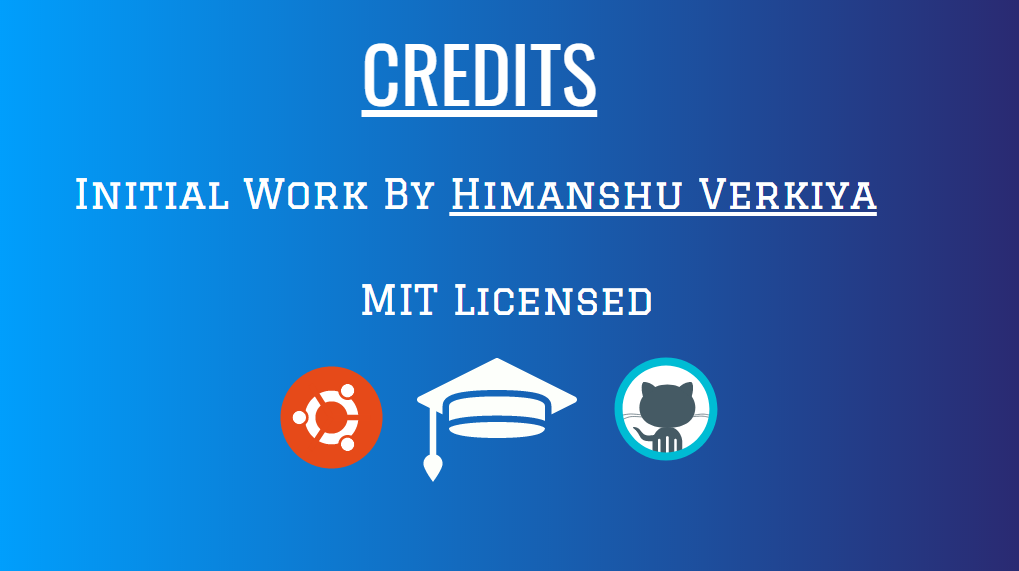 CREDITS
Initial Work By Himanshu Verkiya
MIT Licensed